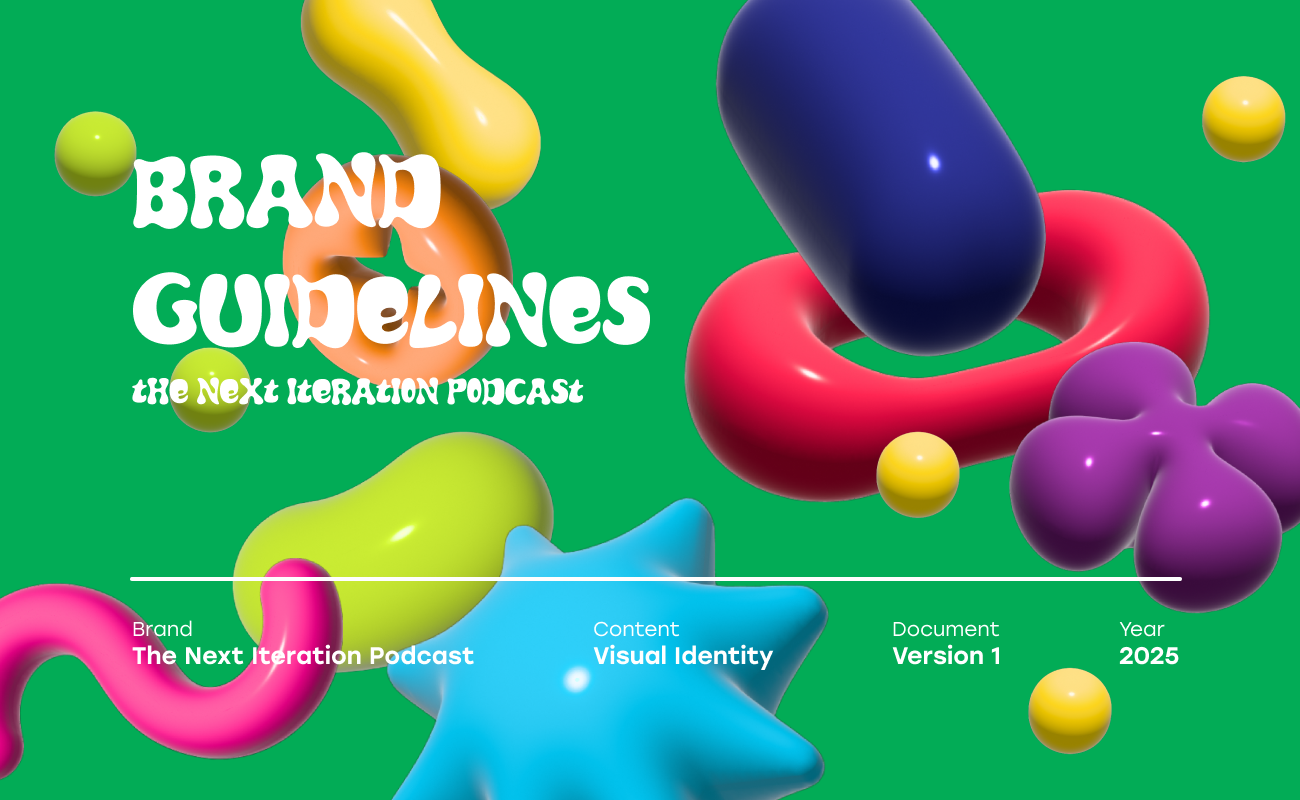 BRAND
GUIDeLINes
tHe NeXt IteRAtION PODCASt
Brand
The Next Iteration Podcast
Content
Visual Identity
Document
Version 1
Year
2025